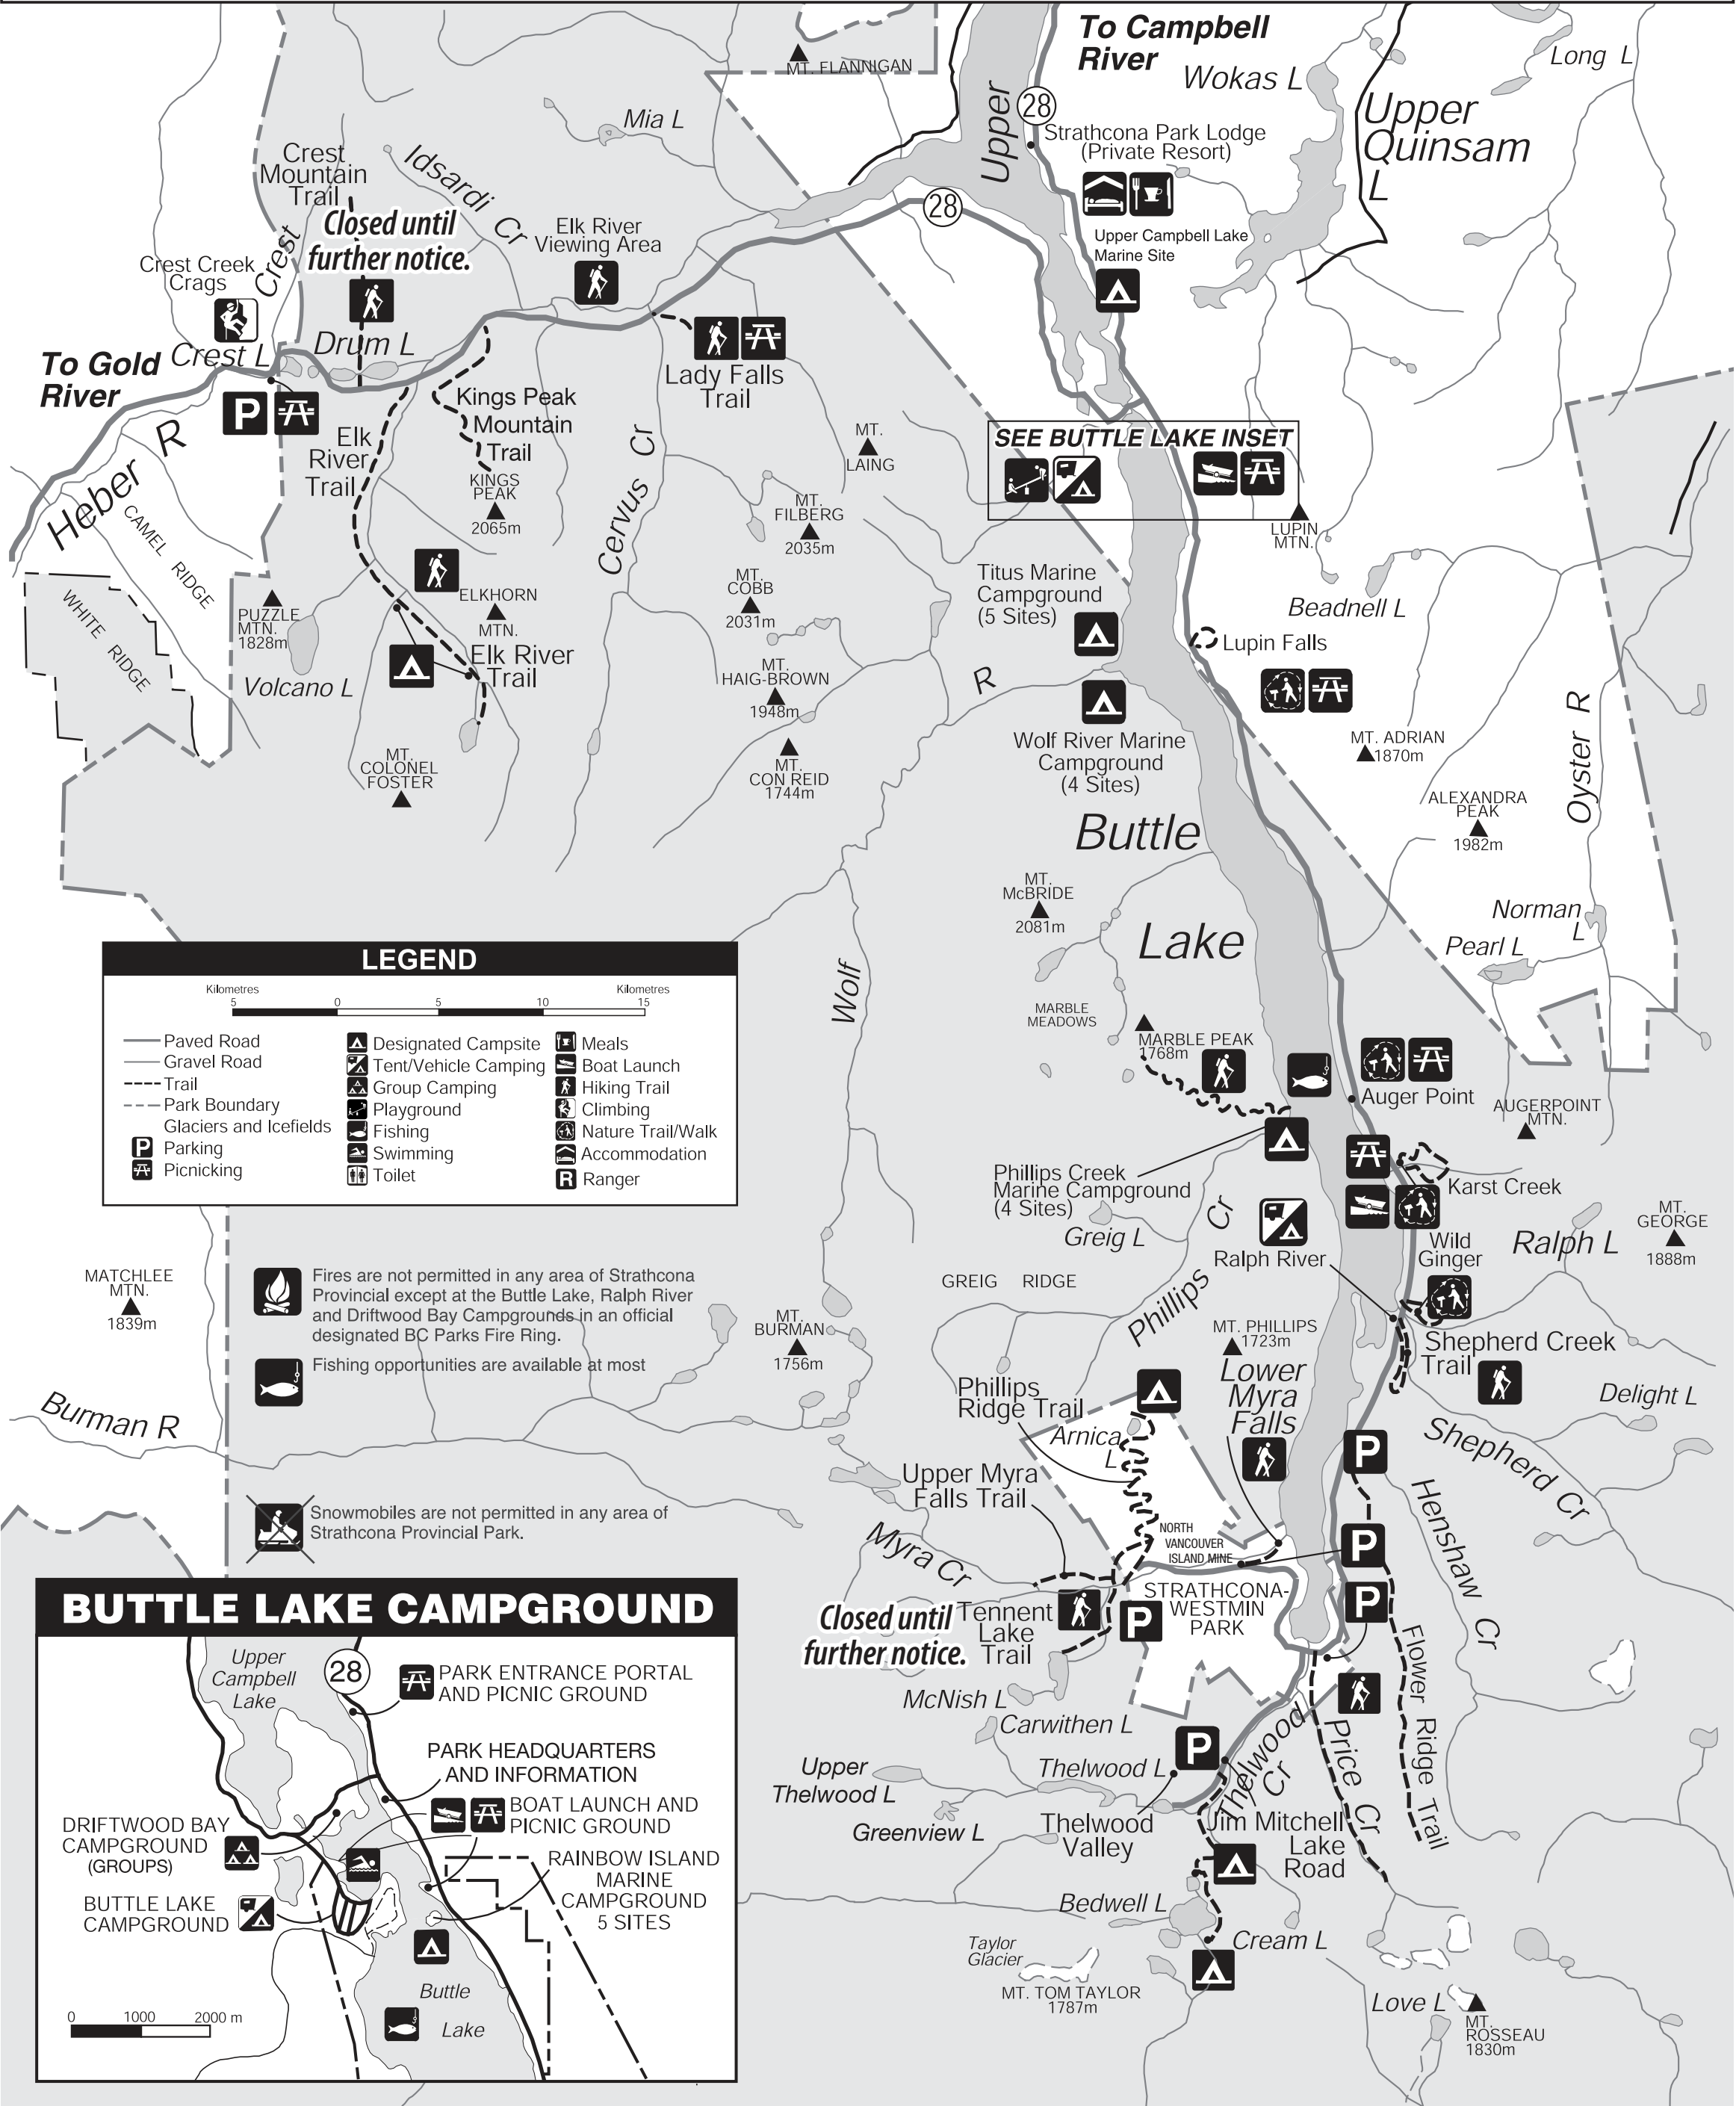 To Campbell
River
Wokas L
Long L
MT. FLANNIGAN
Upper
28
Strathcona Park Lodge
(Private Resort)
Upper
Quinsam
L
Mia L
Crest
Mountain
Trail
Idsardi Cr
Closed until
further notice.
Elk River
Viewing Area
28
Upper Campbell Lake
Marine Site
Crest Creek
Crags
Crest
Drum L
Crest L
To Gold
River
Lady Falls
Trail
Kings Peak
Mountain
Trail
P
Heber R
Elk
River
Trail
KINGS
PEAK
2065m
Cervus Cr
MT.
LAING
SEE BUTTLE LAKE INSET
MT.
FILBERG
2035m
LUPIN
MTN.
CAMEL RIDGE
WHITE RIDGE
PUZZLE
MTN.
1828m
ELKHORN
MTN.
MT.
COBB
2031m
Titus Marine
Campground
(5 Sites)
Beadnell L
Lupin Falls
Elk River
Trail
Volcano L
MT.
HAIG-BROWN
1948m
R
Wolf River Marine
Campground
(4 Sites)
MT. ADRIAN
1870m
Oyster R
MT.
COLONEL
FOSTER
MT.
CON REID
1744m
ALEXANDRA
PEAK
1982m
Buttle
Lake
MT.
McBRIDE
2081m
Norman
L
Pearl L
Wolf
MARBLE
MEADOWS
MARBLE PEAK
1768m
Auger Point
AUGERPOINT
MTN.
LEGEND
Kilometres
Kilometres
5 0 5 10 15
Paved Road
Gravel Road
Trail
Park Boundary
Glaciers and Icefields
P Parking
Picnicking
Designated Campsite
Tent/Vehicle Camping
Group Camping
Playground
Fishing
Swimming
Toilet
Meals
Boat Launch
Hiking Trail
Climbing
Nature Trail/Walk
Accommodation
R Ranger
Phillips Creek
Marine Campground
(4 Sites)
Greig L
Karst Creek
Ralph River
Wild
Ginger
Ralph L
MT.
GEORGE
1888m
GREIG RIDGE
Phillips Cr
MATCHLEE
MTN.
1839m
Fires are not permitted in any area of Strathcona
Provincial except at the Buttle Lake, Ralph River
and Driftwood Bay Campgrounds in an official
designated BC Parks Fire Ring.
Fishing opportunities are available at most
MT.
BURMAN
1756m
MT. PHILLIPS
1723m
Shepherd Creek
Trail
Lower
Myra
Falls
Phillips
Ridge Trail
Delight L
Burman R
Arnica
L
P
Shepherd Cr
Upper Myra
Falls Trail
Henshaw Cr
Snowmobiles are not permitted in any area of
Strathcona Provincial Park.
Myra Cr
NORTH
VANCOUVER
ISLAND MINE
P
STRATHCONA-
WESTMIN
PARK
P
P
Closed until
further notice.
Tennent
Lake
Trail
Flower Ridge Trail
McNish L
Carwithen L
Thelwood
Cr
Price Cr
P
Upper
Thelwood L
Thelwood L
Greenview L
Thelwood
Valley
Jim Mitchell
Lake
Road
Bedwell L
Cream L
Taylor
Glacier
MT. TOM TAYLOR
1787m
Love L
MT.
ROSSEAU
1830m
BUTTLE LAKE CAMPGROUND
Upper
Campbell
Lake
28
PARK ENTRANCE PORTAL
AND PICNIC GROUND
PARK HEADQUARTERS
AND INFORMATION
BOAT LAUNCH AND
PICNIC GROUND
DRIFTWOOD BAY
CAMPGROUND
(GROUPS)
RAINBOW ISLAND
MARINE
CAMPGROUND
5 SITES
BUTTLE LAKE
CAMPGROUND
Buttle
Lake
0 1000 2000 m